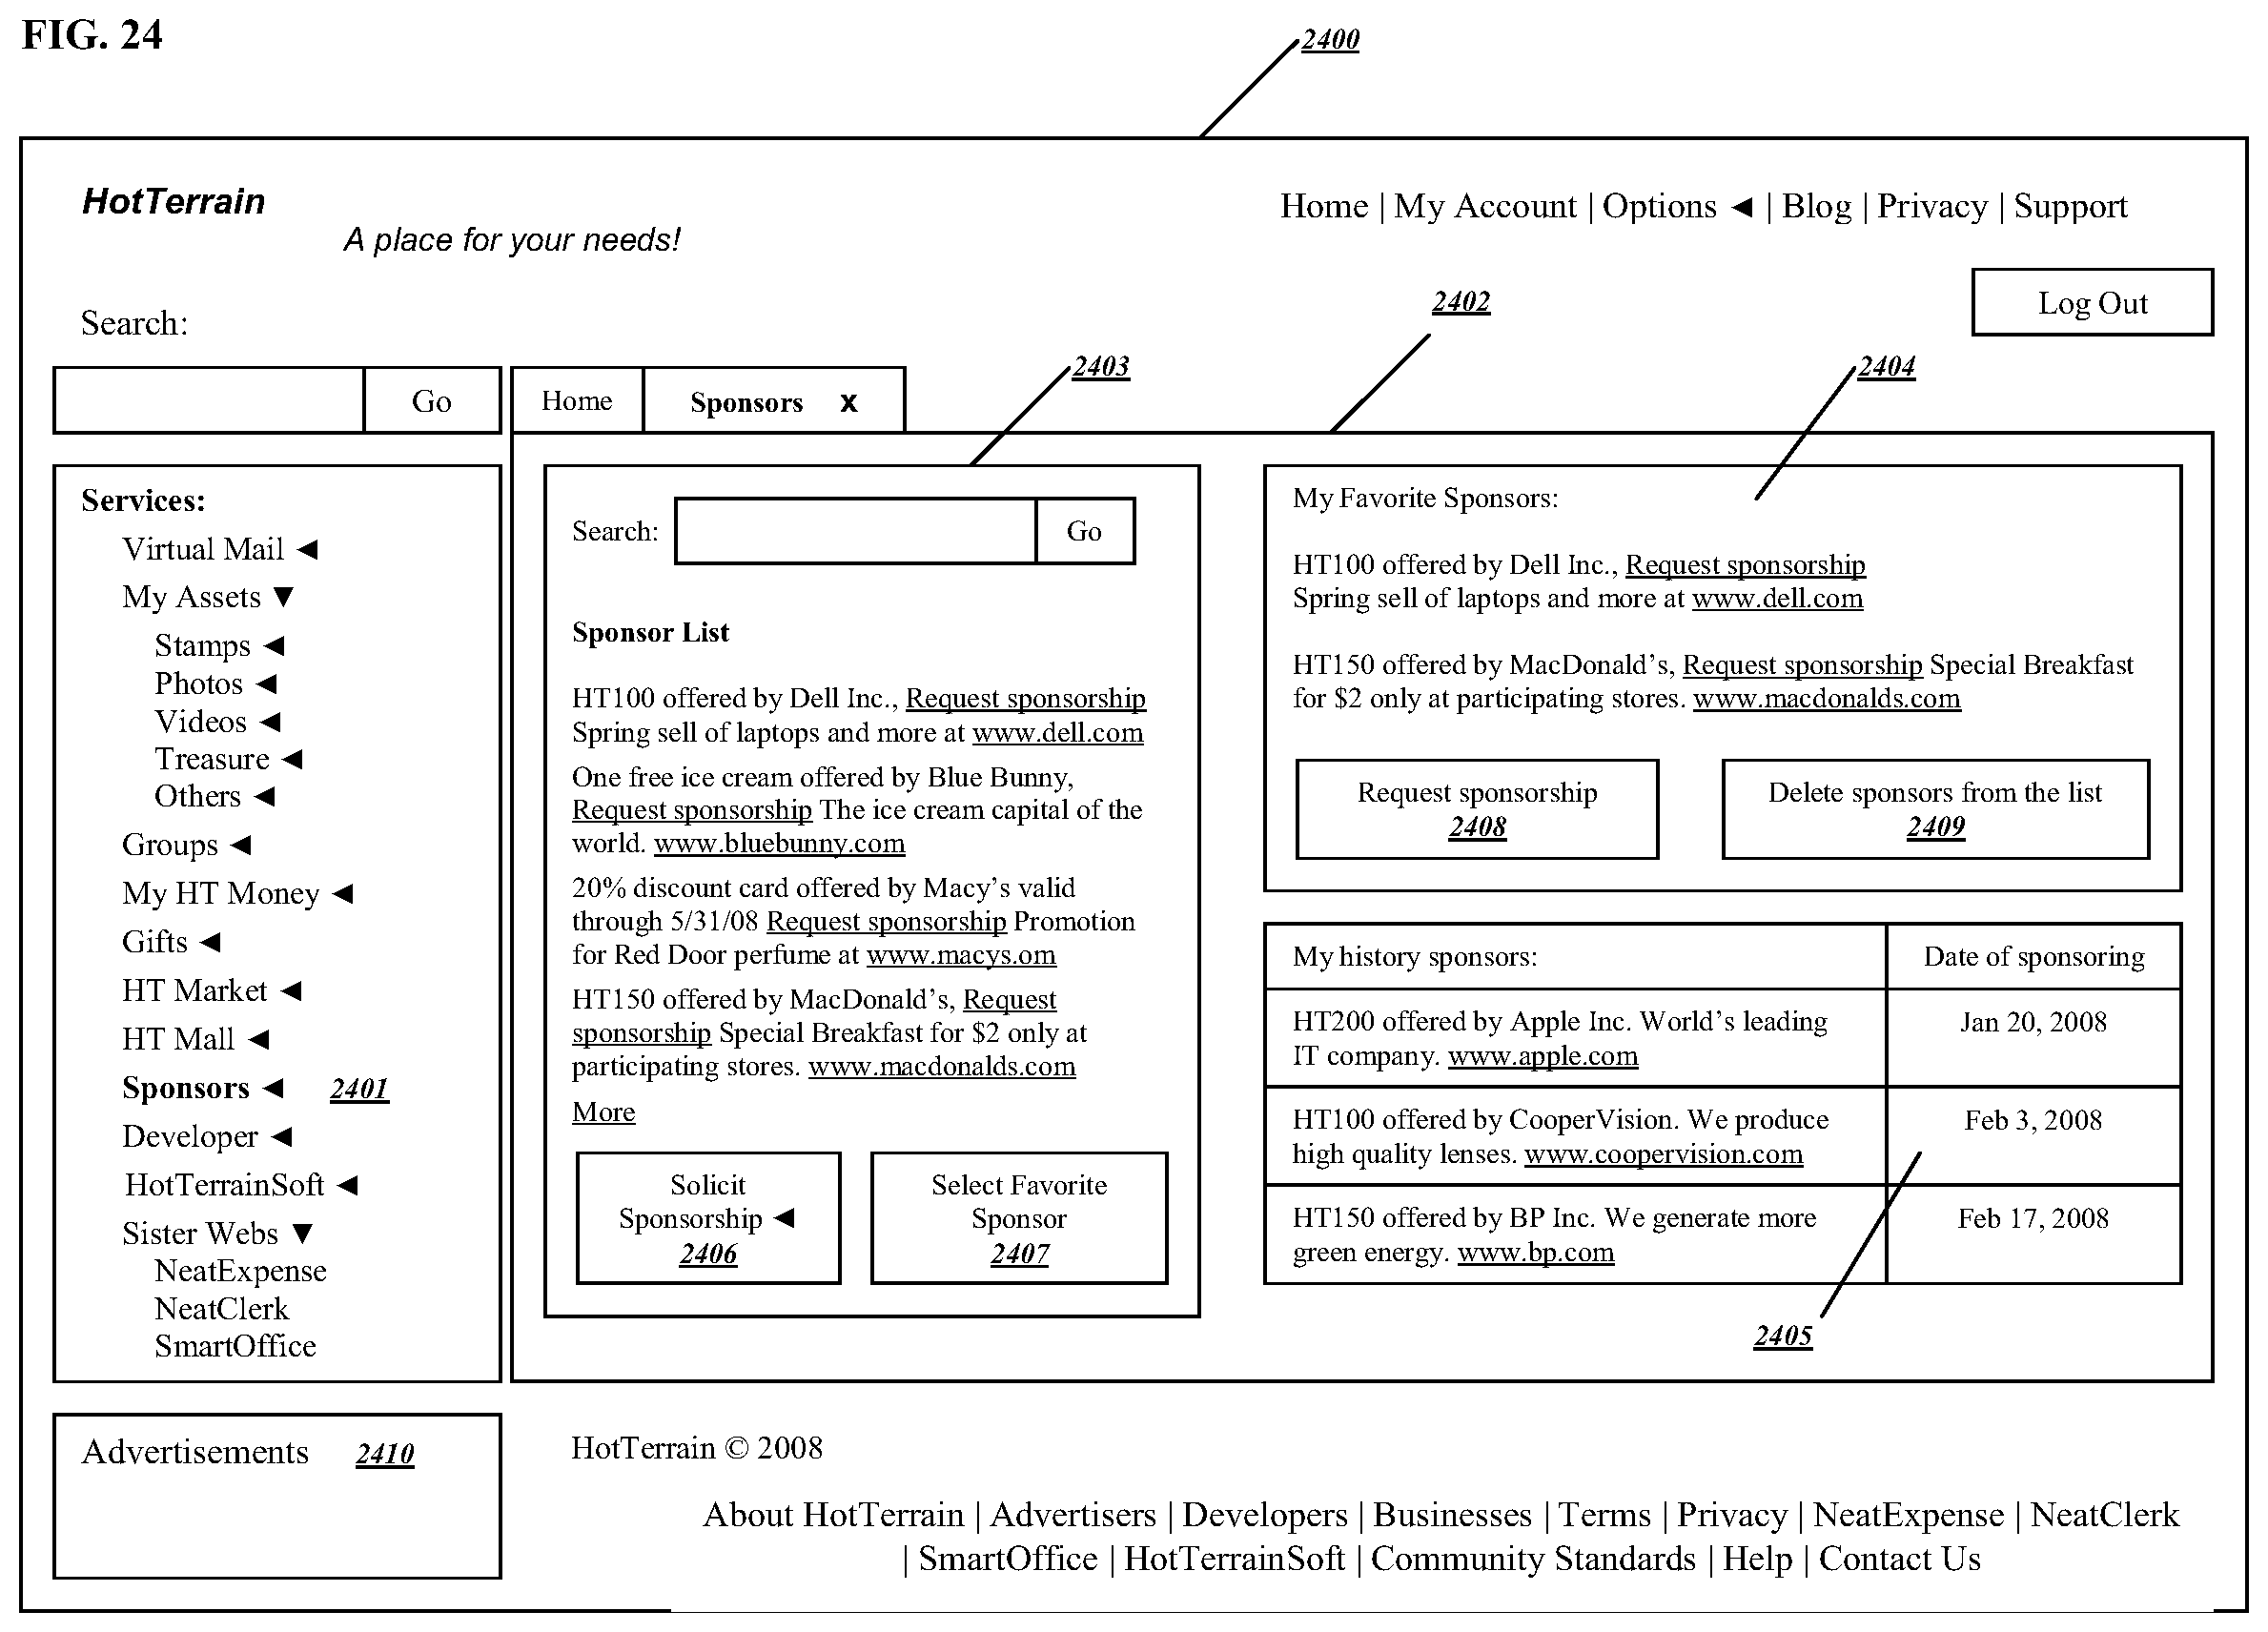 FIG. 24
2400
HotTerrain
A place for your needs!
Home | My Account | Options ◄ | Blog | Privacy | Support
Log Out
2402
2403
2404
Search:
Go
Home
Sponsors x
Services:
Virtual Mail ◄
My Assets ▼
Stamps ◄
Photos ◄
Videos ◄
Treasure ◄
Others ◄
Groups ◄
My HT Money ◄
Gifts ◄
HT Market ◄
HT Mall ◄
Sponsors ◄ 2401
Developer ◄
HotTerrainSoft ◄
Sister Webs ▼
NeatExpense
NeatClerk
SmartOffice
Search:
Go
Sponsor List
HT100 offered by Dell Inc., Request sponsorship
Spring sell of laptops and more at www.dell.com
One free ice cream offered by Blue Bunny,
Request sponsorship The ice cream capital of the
world. www.bluebunny.com
20% discount card offered by Macy's valid
through 5/31/08 Request sponsorship Promotion
for Red Door perfume at www.macys.om
HT150 offered by MacDonald's, Request
sponsorship Special Breakfast for $2 only at
participating stores. www.macdonalds.com
More
Solicit
Sponsorship ◄
2406
Select Favorite
Sponsor
2407
My Favorite Sponsors:
HT100 offered by Dell Inc., Request sponsorship
Spring sell of laptops and more at www.dell.com
HT150 offered by MacDonald's, Request sponsorship Special Breakfast
for $2 only at participating stores. www.macdonalds.com
Request sponsorship
2408
Delete sponsors from the list
2409
My history sponsors:
Date of sponsoring
HT200 offered by Apple Inc. World's leading
IT company. www.apple.com
Jan 20, 2008
HT100 offered by CooperVision. We produce
high quality lenses. www.coopervision.com
Feb 3, 2008
HT150 offered by BP Inc. We generate more
green energy. www.bp.com
Feb 17, 2008
2405
Advertisements 2410
HotTerrain © 2008
About HotTerrain | Advertisers | Developers | Businesses | Terms | Privacy | NeatExpense | NeatClerk
| SmartOffice | HotTerrainSoft | Community Standards | Help | Contact Us